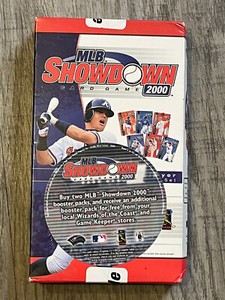 MLB
SHOWDOWN
CARD GAME
2000
MLB
SHOWDOWN
2000
Buy two MLB Showdown 2000
booster packs and receive an additional
booster pack for free from your
local Wizards of the Coast and
Game Keeper stores.